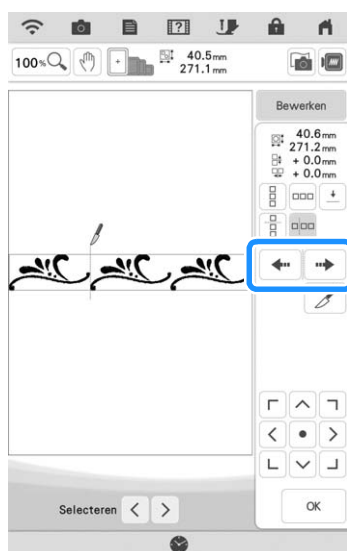 100%
40.5mm
271.1mm
Bewerken
40.6mm
271.2mm
+ 0.0mm
+ 0.0mm
Selecteren
OK